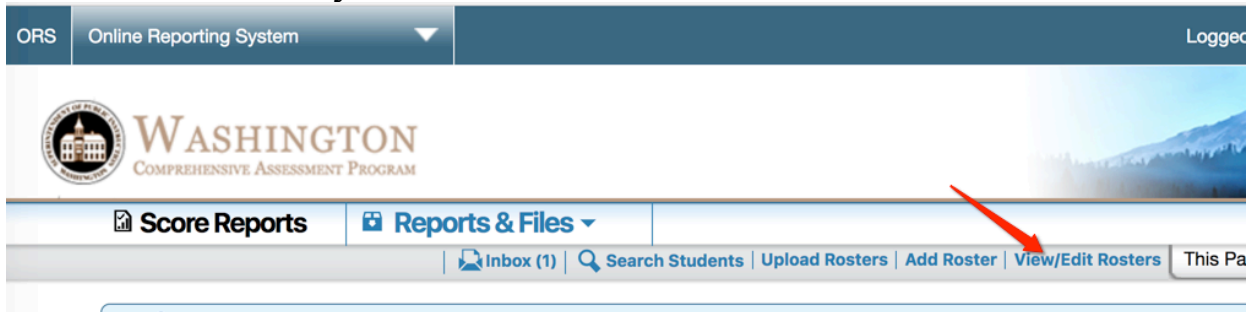 ORS Online Reporting System Logged
WASHINGTON
COMPREHENSIVE ASSESSMENT PROGRAM
Score Reports Reports & Files
Inbox (1) | Search Students | Upload Rosters | Add Roster | View/Edit Rosters This Pa